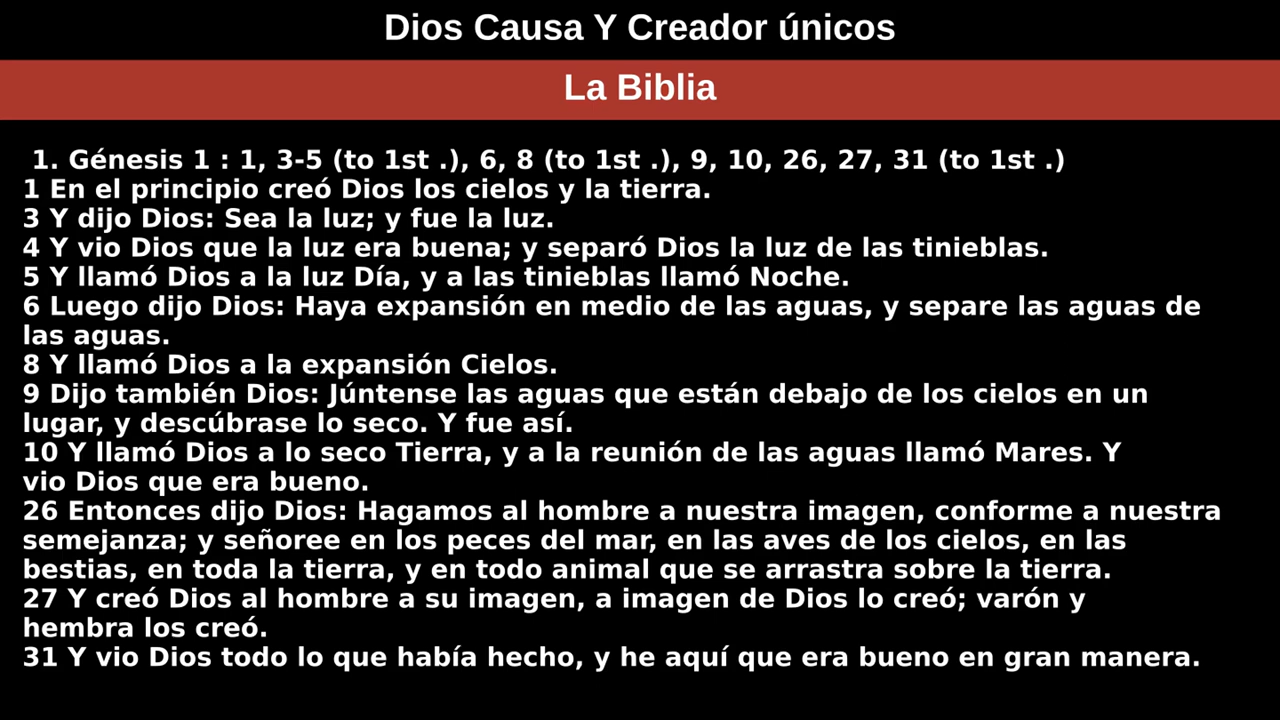 Dios Causa Y Creador únicos
La Biblia
1. Génesis 1 : 1, 3-5 (to 1st .), 6, 8 (to 1st .), 9, 10, 26, 27, 31 (to 1st .)
1 En el principio creó Dios los cielos y la tierra.
3 Y dijo Dios: Sea la luz; y fue la luz.
4 Y vio Dios que la luz era buena; y separó Dios la luz de las tinieblas.
5 Y llamó Dios a la luz Día, y a las tinieblas llamó Noche.
6 Luego dijo Dios: Haya expansión en medio de las aguas, y separe las aguas de
las aguas.
8 Y llamó Dios a la expansión Cielos.
9 Dijo también Dios: Júntense las aguas que están debajo de los cielos en un
lugar, y descúbrase lo seco. Y fue así.
10 Y llamó Dios a lo seco Tierra, y a la reunión de las aguas llamó Mares. Y
vio Dios que era bueno.
26 Entonces dijo Dios: Hagamos al hombre a nuestra imagen, conforme a nuestra
semejanza; y señoree en los peces del mar, en las aves de los cielos, en las
bestias, en toda la tierra, y en todo animal que se arrastra sobre la tierra.
27 Y creó Dios al hombre a su imagen, a imagen de Dios lo creó; varón y
hembra los creó.
31 Y vio Dios todo lo que había hecho, y he aquí que era bueno en gran manera.